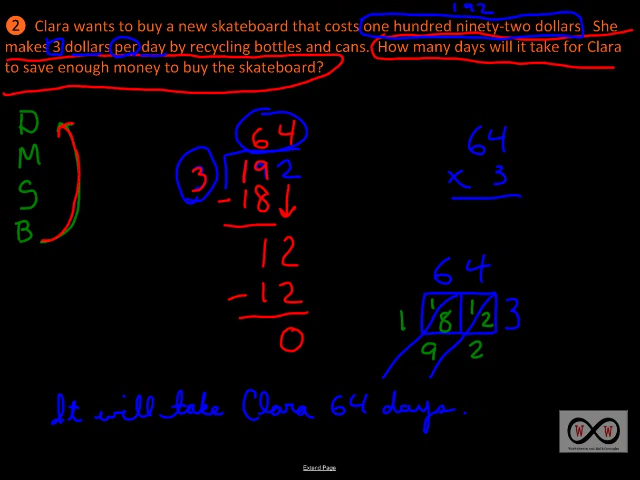 192
2 Clara wants to buy a new skateboard that costs one hundred ninety-two dollars. She
makes 3 dollars per day by recycling bottles and cans. How many days will it take for Clara
to save enough money to buy the skateboard?
D
M
S
B
64
3 192
- 18
12
- 12
0
64
x 3
64
1 1 8 1 2 3
9 2
It will take Clara 64 days.
W W
Extend Page